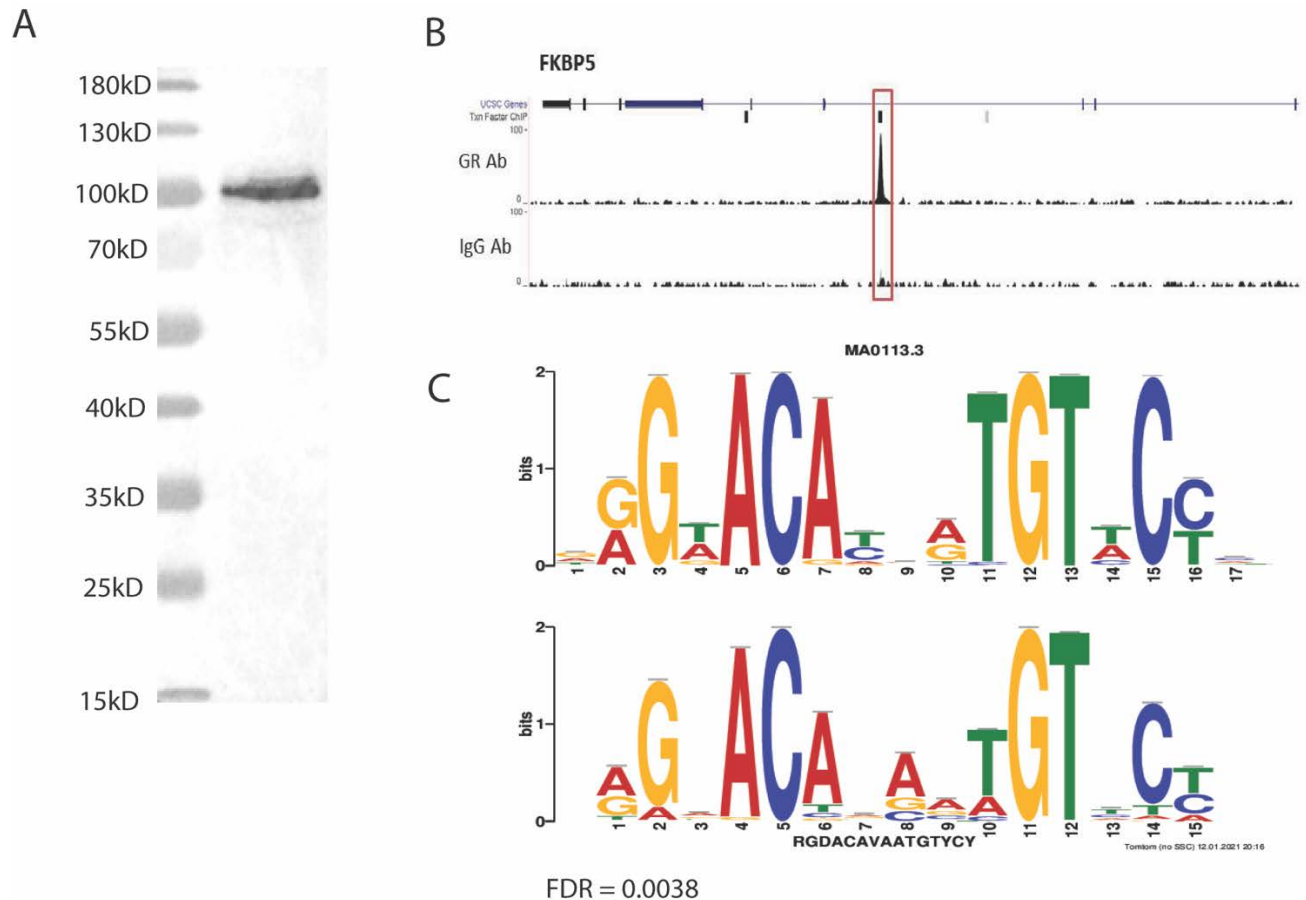 A
180kD
130kD
100kD
70kD
55kD
40kD
35kD
25kD
15kD
B
FKBP5
UCSC Genes
Txn Factor ChIP
100
GR Ab
0
100
IgG Ab
0
C
MA0113.3
2
bits
1
0
1 2 3 4 5 6 7 8 9 10 11 12 13 14 15 16 17
2
bits
1
0
1 2 3 4 5 6 7 8 9 10 11 12 13 14 15
RGDACAVAATGTYCY
Tomtom (no SSC) 12.01.2021 20:16
FDR = 0.0038